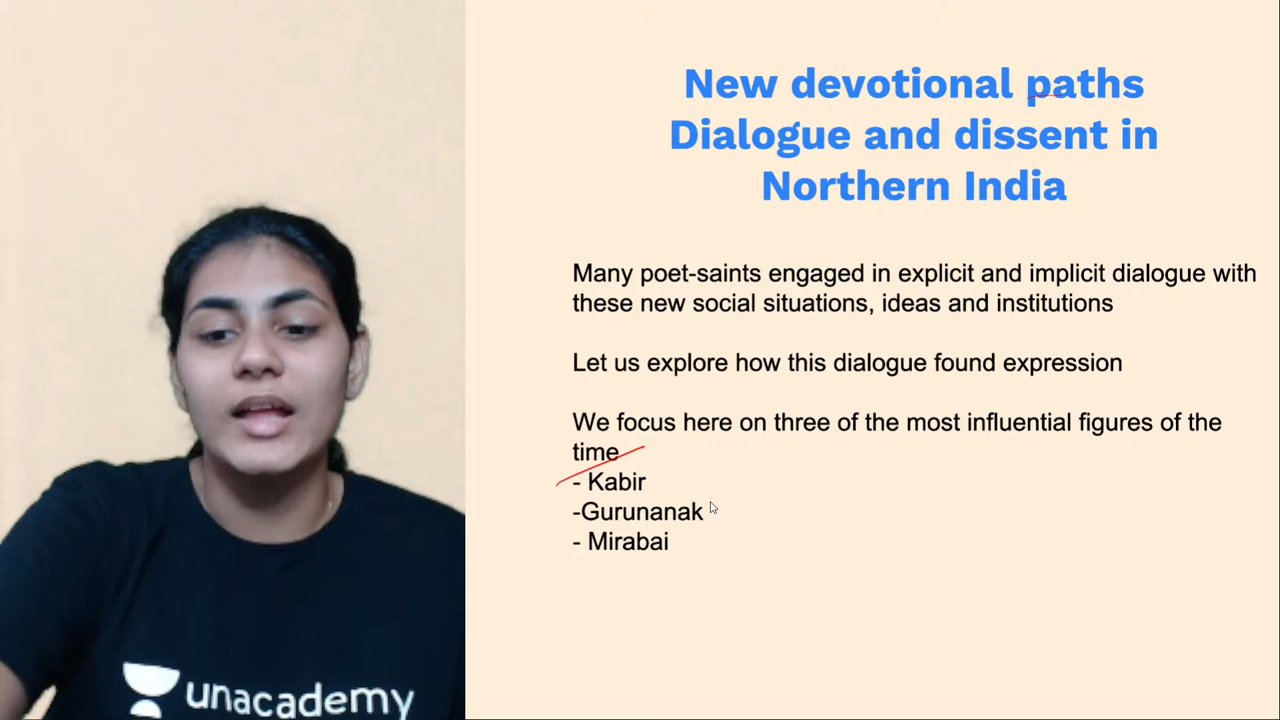 New devotional paths
Dialogue and dissent in
Northern India
Many poet-saints engaged in explicit and implicit dialogue with
these new social situations, ideas and institutions
Let us explore how this dialogue found expression
We focus here on three of the most influential figures of the
time
- Kabir
-Gurunanak
- Mirabai
unacademy